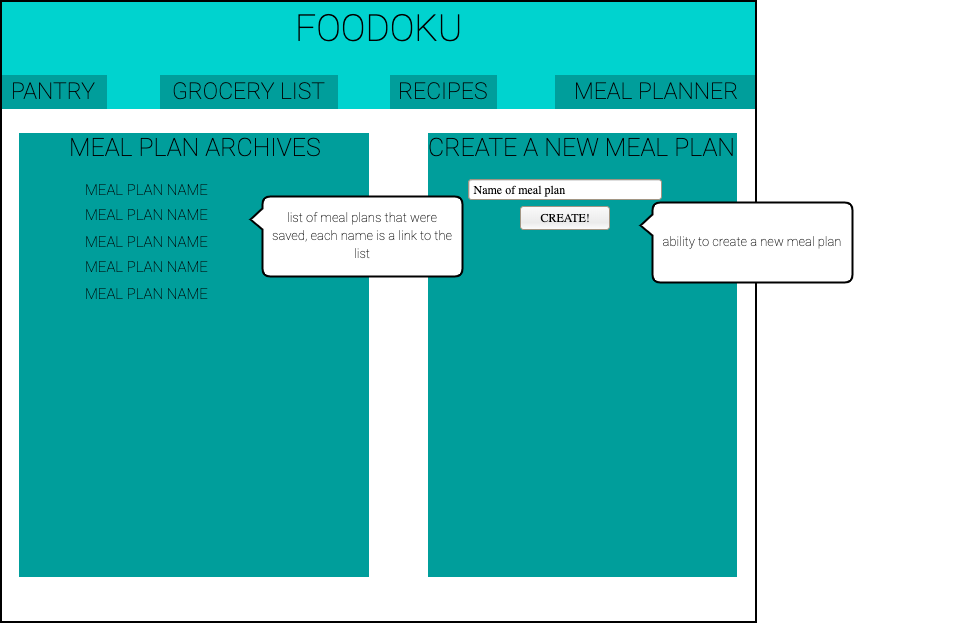 FOODOKU
PANTRY
GROCERY LIST
RECIPES
MEAL PLANNER
MEAL PLAN ARCHIVES
MEAL PLAN NAME
MEAL PLAN NAME
MEAL PLAN NAME
MEAL PLAN NAME
MEAL PLAN NAME
list of meal plans that were
saved, each name is a link to the
list
CREATE A NEW MEAL PLAN
Name of meal plan
CREATE!
ability to create a new meal plan